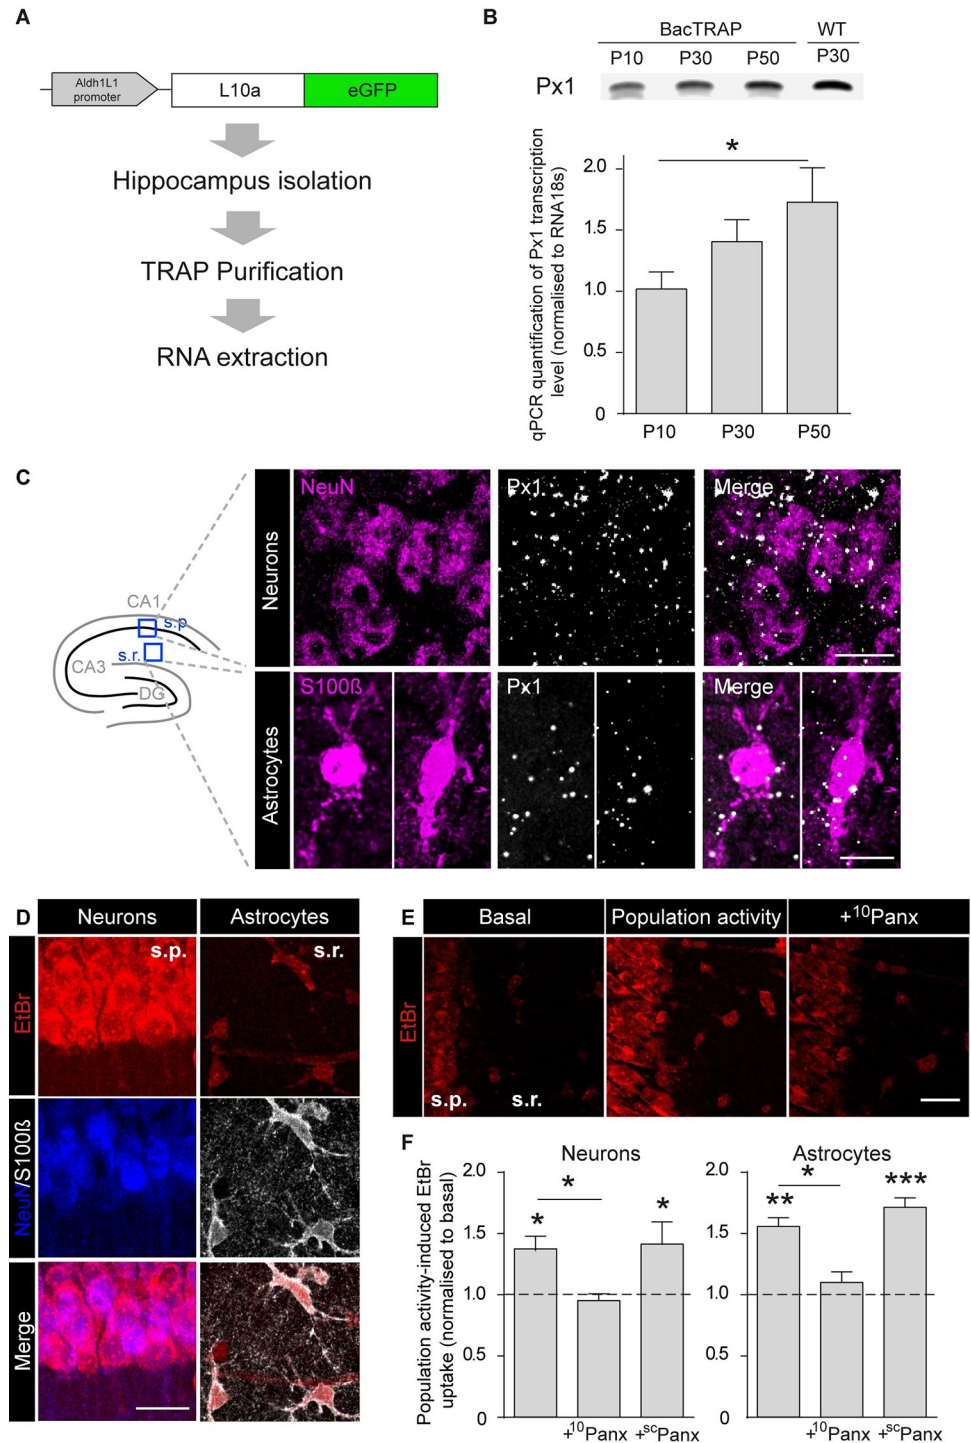 A
Aldh1L1
promoter
L10a
eGFP
Hippocampus isolation
TRAP Purification
RNA extraction
B
BacTRAP
WT
P10
P30
P50
P30
Px1
qPCR quantification of Px1 transcription
level (normalised to RNA18s)
*
2.0
1.5
1.0
0.5
0
P10
P30
P50
C
CA1
s.p
s.r.
CA3
DG
Neurons
NeuN
Px1
Merge
Astrocytes
S100ß
Px1
Merge
D
Neurons
Astrocytes
EtBr
s.p.
s.r.
NeuN/S100ß
Merge
E
Basal
Population activity
+¹⁰Panx
EtBr
s.p.
s.r.
F
Population activity-induced EtBr
uptake (normalised to basal)
Neurons
2.0
1.5
1.0
0.5
0
*
*
*
+¹⁰Panx
+ˢᶜPanx
Astrocytes
2.0
1.5
1.0
0.5
0
**
*
***
+¹⁰Panx
+ˢᶜPanx